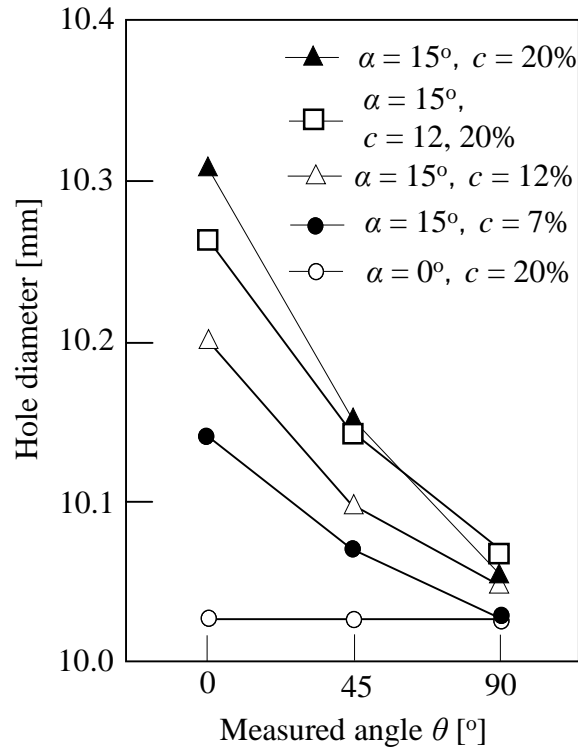 10.4
α = 15°, c = 20%
α = 15°,
c = 12, 20%
10.3
α = 15°, c = 12%
α = 15°, c = 7%
α = 0°, c = 20%
10.2
Hole diameter [mm]
10.1
10.0
0 45 90
Measured angle θ [°]